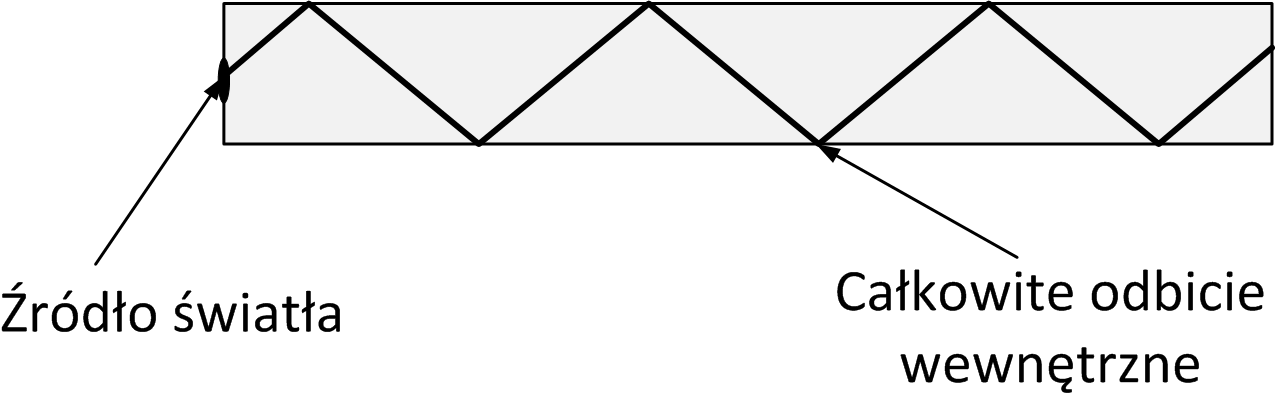 Źródło światła
Całkowite odbicie
wewnętrzne